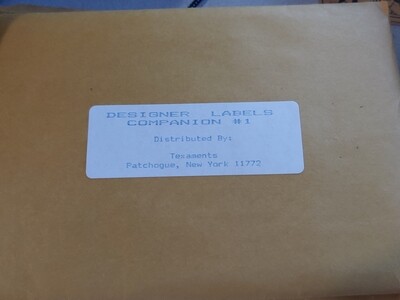 DESIGNER LABELS
COMPANION #1
Distributed By:
Texaments
Patchogue, New York 11772